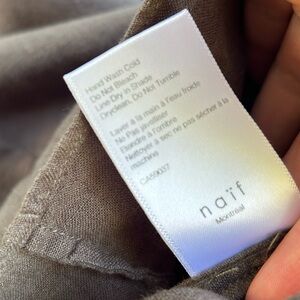 Hand Wash Cold
Do Not Bleach
Line Dry in Shade
Dryclean, Do Not Tumble
Laver à la main à l'eau froide
Ne Pas javelliser
Etendre à l'ombre
Nettoyer à sec ne pas sécher à la
machine
CA59037
naïf
Montréal